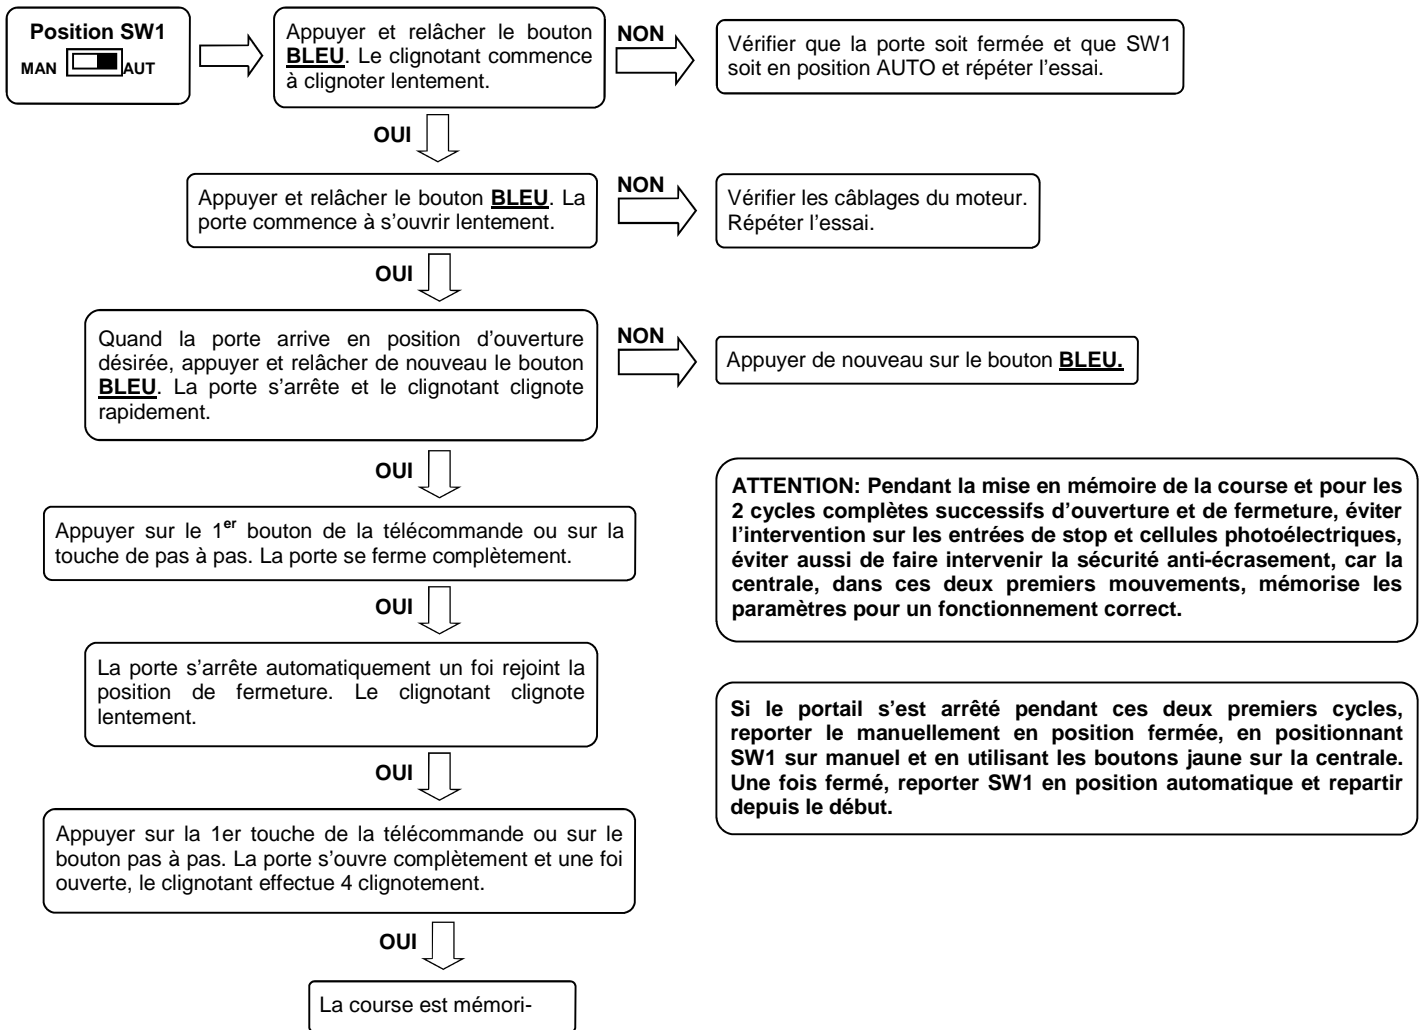 Position SW1
MAN AUT
Appuyer et relâcher le bouton
BLEU. Le clignotant commence
à clignoter lentement.
NON
Vérifier que la porte soit fermée et que SW1
soit en position AUTO et répéter l’essai.
OUI
Appuyer et relâcher le bouton BLEU. La
porte commence à s’ouvrir lentement.
NON
Vérifier les câblages du moteur.
Répéter l’essai.
OUI
Quand la porte arrive en position d’ouverture
désirée, appuyer et relâcher de nouveau le bouton
BLEU. La porte s’arrête et le clignotant clignote
rapidement.
NON
Appuyer de nouveau sur le bouton BLEU.
OUI
Appuyer sur le 1er bouton de la télécommande ou sur la
touche de pas à pas. La porte se ferme complètement.
OUI
La porte s’arrête automatiquement un foi rejoint la
position de fermeture. Le clignotant clignote
lentement.
OUI
Appuyer sur la 1er touche de la télécommande ou sur le
bouton pas à pas. La porte s’ouvre complètement et une foi
ouverte, le clignotant effectue 4 clignotement.
OUI
La course est mémori-
ATTENTION: Pendant la mise en mémoire de la course et pour les
2 cycles complètes successifs d’ouverture et de fermeture, éviter
l’intervention sur les entrées de stop et cellules photoélectriques,
éviter aussi de faire intervenir la sécurité anti-écrasement, car la
centrale, dans ces deux premiers mouvements, mémorise les
paramètres pour un fonctionnement correct.
Si le portail s’est arrêté pendant ces deux premiers cycles,
reporter le manuellement en position fermée, en positionnant
SW1 sur manuel et en utilisant les boutons jaune sur la centrale.
Une fois fermé, reporter SW1 en position automatique et repartir
depuis le début.